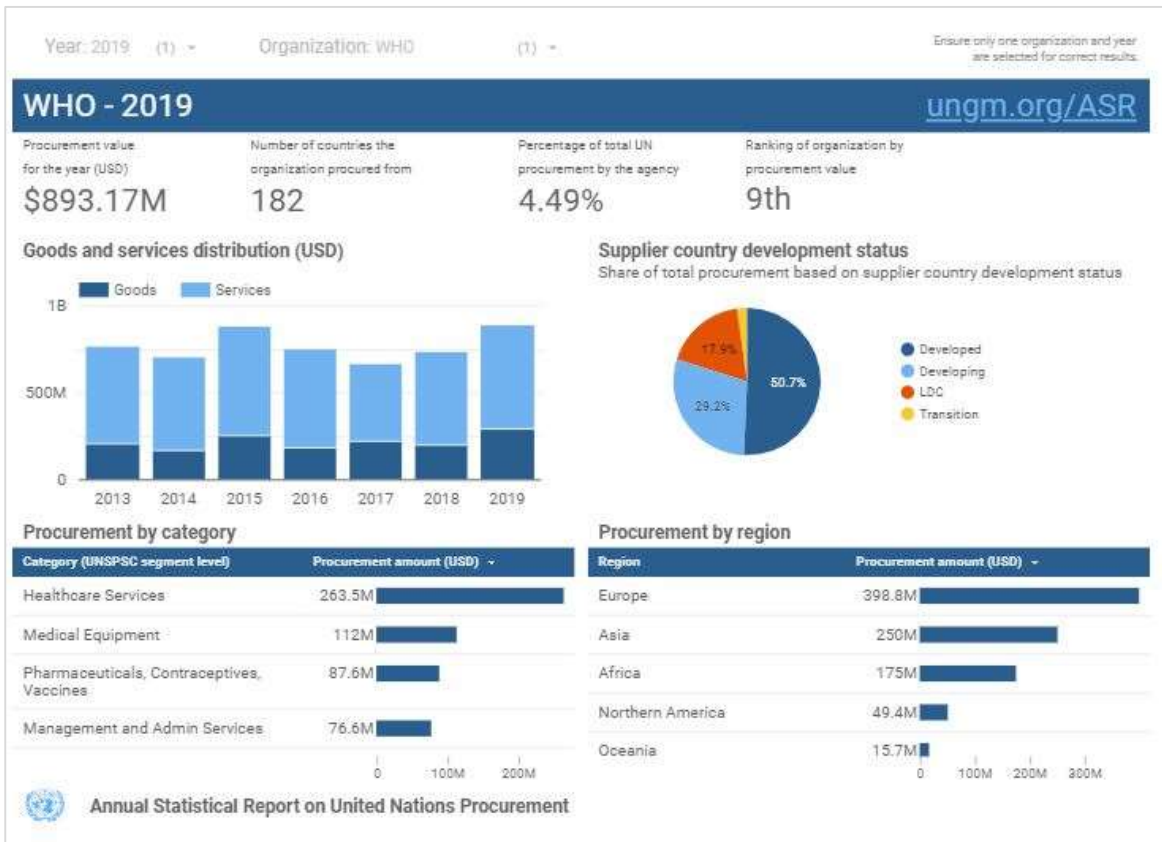 Year: 2019 (1) Organization: WHO (1)
Ensure only one organization and year
are selected for correct results.
WHO - 2019 ungm.org/ASR
Procurement value
for the year (USD)
$893.17M
Number of countries the
organization procured from
182
Percentage of total UN
procurement by the agency
4.49%
Ranking of organization by
procurement value
9th
Goods and services distribution (USD)
Goods Services
1B
500M
0
2013 2014 2015 2016 2017 2018 2019
Supplier country development status
Share of total procurement based on supplier country development status
17.9%
50.7%
29.2%
Developed
Developing
LDC
Transition
Procurement by category
Category (UNSPSC segment level) Procurement amount (USD)
Healthcare Services 263.5M
Medical Equipment 112M
Pharmaceuticals, Contraceptives,
Vaccines 87.6M
Management and Admin Services 76.6M
0 100M 200M
Procurement by region
Region Procurement amount (USD)
Europe 398.8M
Asia 250M
Africa 175M
Northern America 49.4M
Oceania 15.7M
0 100M 200M 300M
Annual Statistical Report on United Nations Procurement